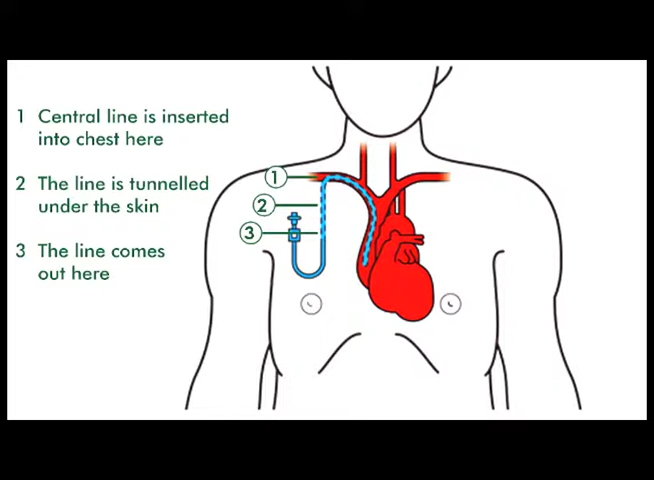 1 Central line is inserted
into chest here
2 The line is tunnelled
under the skin
3 The line comes
out here
1
2
3